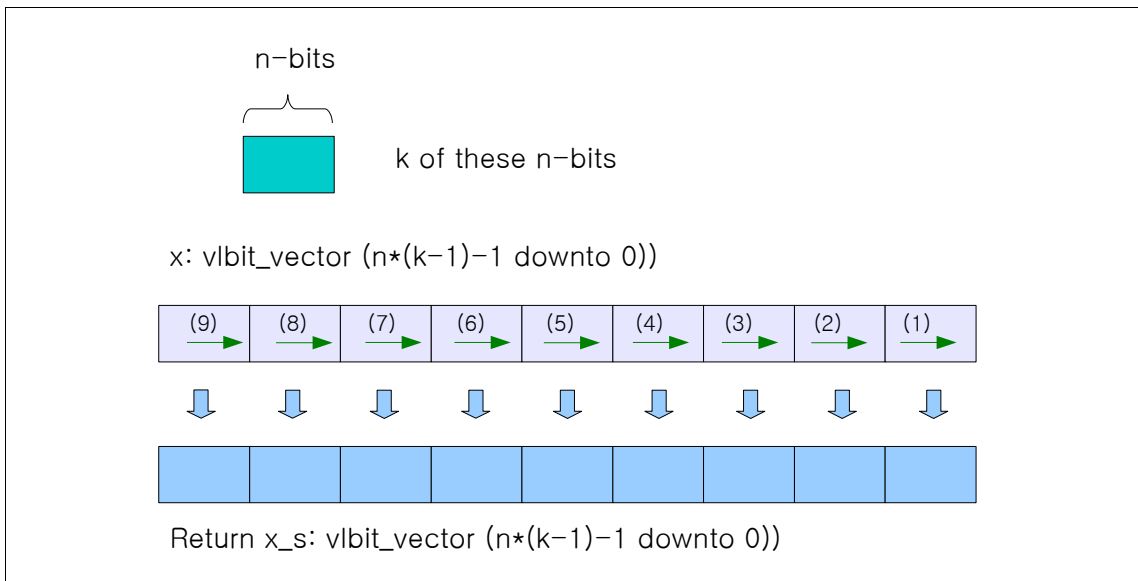 n-bits
k of these n-bits
x: vlbit_vector (n*(k-1)-1 downto 0))
(9) (8) (7) (6) (5) (4) (3) (2) (1)
Return x_s: vlbit_vector (n*(k-1)-1 downto 0))